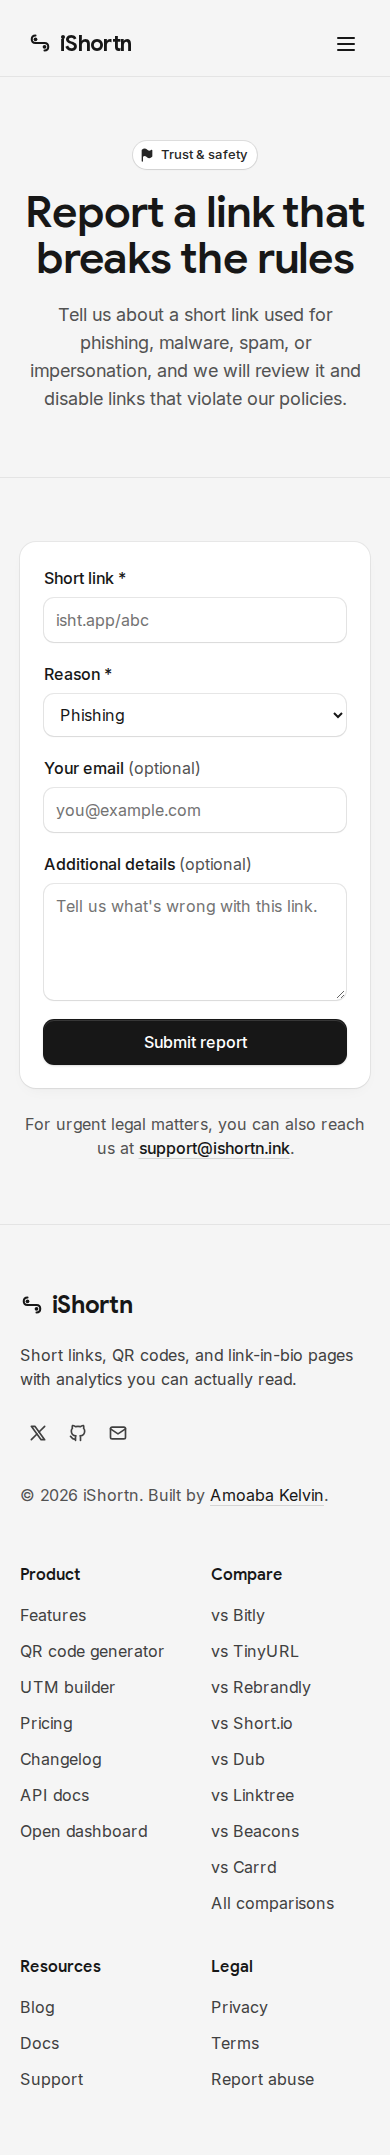 iShortn
Trust & safety
Report a link that
breaks the rules
Tell us about a short link used for
phishing, malware, spam, or
impersonation, and we will review it and
disable links that violate our policies.
Short link *
isht.app/abc
Reason *
Phishing
Your email (optional)
you@example.com
Additional details (optional)
Tell us what's wrong with this link.
Submit report
For urgent legal matters, you can also reach
us at support@ishortn.ink.
iShortn
Short links, QR codes, and link-in-bio pages
with analytics you can actually read.
© 2026 iShortn. Built by Amoaba Kelvin.
Product
Features
QR code generator
UTM builder
Pricing
Changelog
API docs
Open dashboard
Compare
vs Bitly
vs TinyURL
vs Rebrandly
vs Short.io
vs Dub
vs Linktree
vs Beacons
vs Carrd
All comparisons
Resources
Blog
Docs
Support
Legal
Privacy
Terms
Report abuse